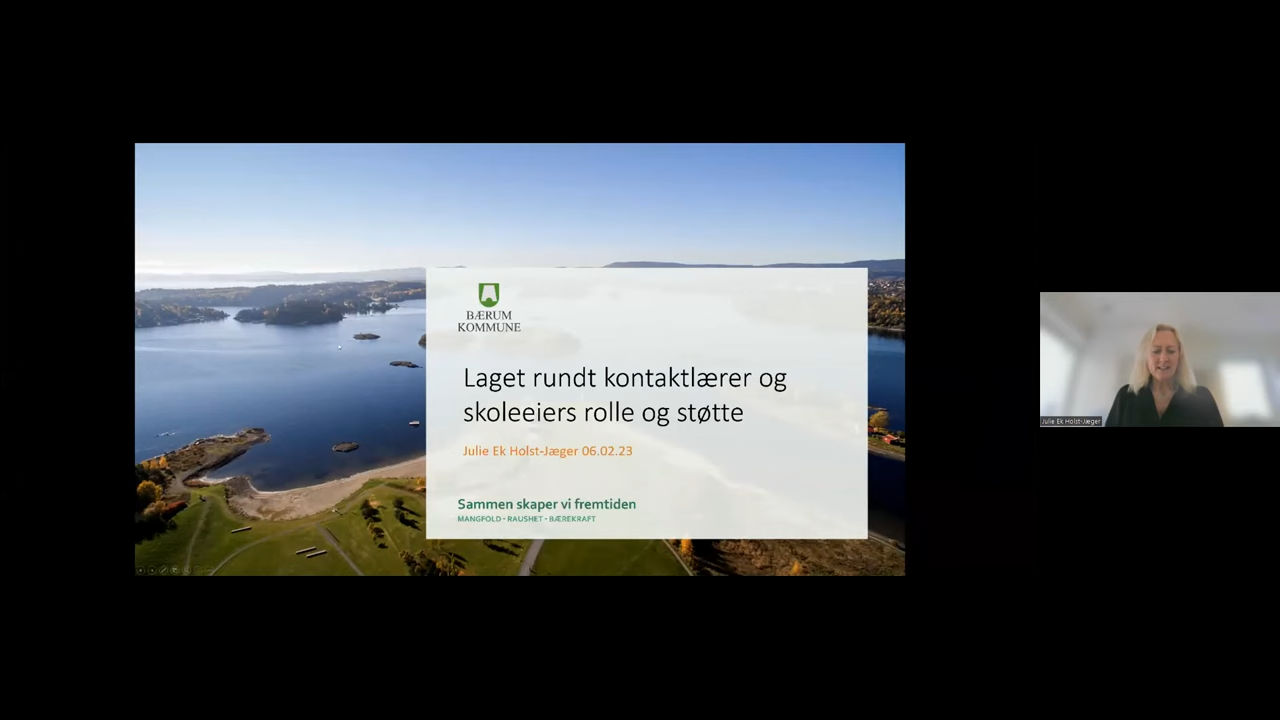 BÆRUM
KOMMUNE
Laget rundt kontaktlærer og
skoleeiers rolle og støtte
Julie Ek Holst-Jæger 06.02.23
Sammen skaper vi fremtiden
MANGFOLD • RAUSHET • BÆREKRAFT
Julie Ek Holst-Jæger